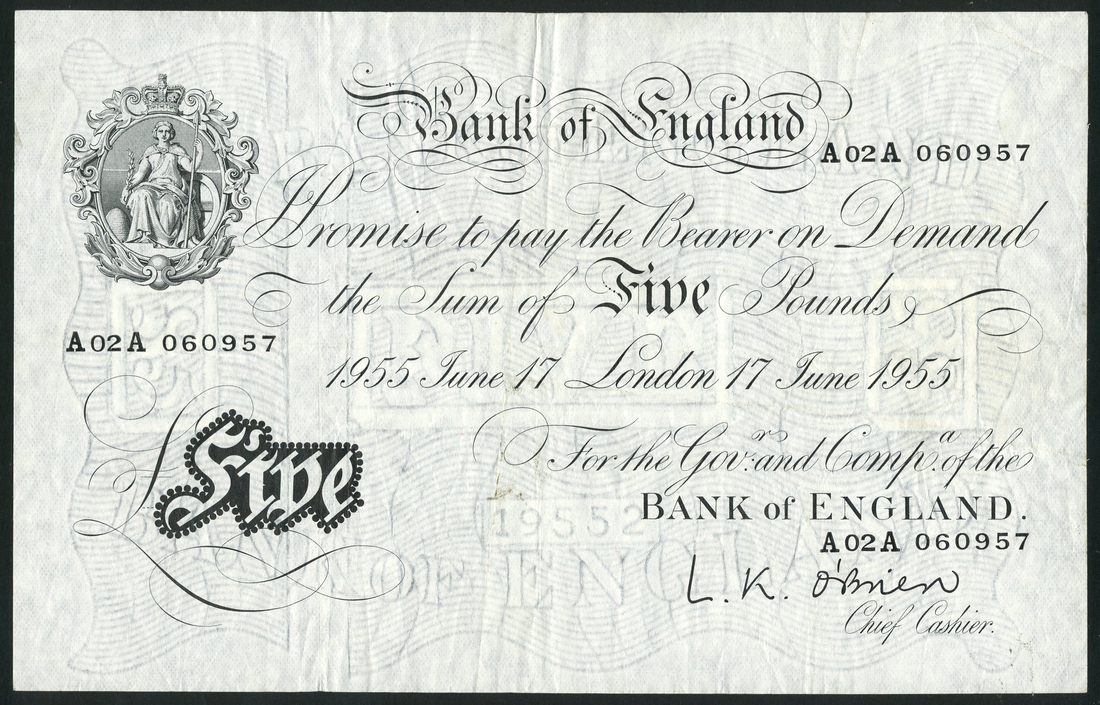 Bank of England
A02A 060957
I Promise to pay the Bearer on Demand
the Sum of Five Pounds
A02A 060957
1955 June 17 London 17 June 1955
£Five
For the Gov.r and Comp.a of the
BANK of ENGLAND.
A02A 060957
L. K. O'Brien
Chief Cashier.